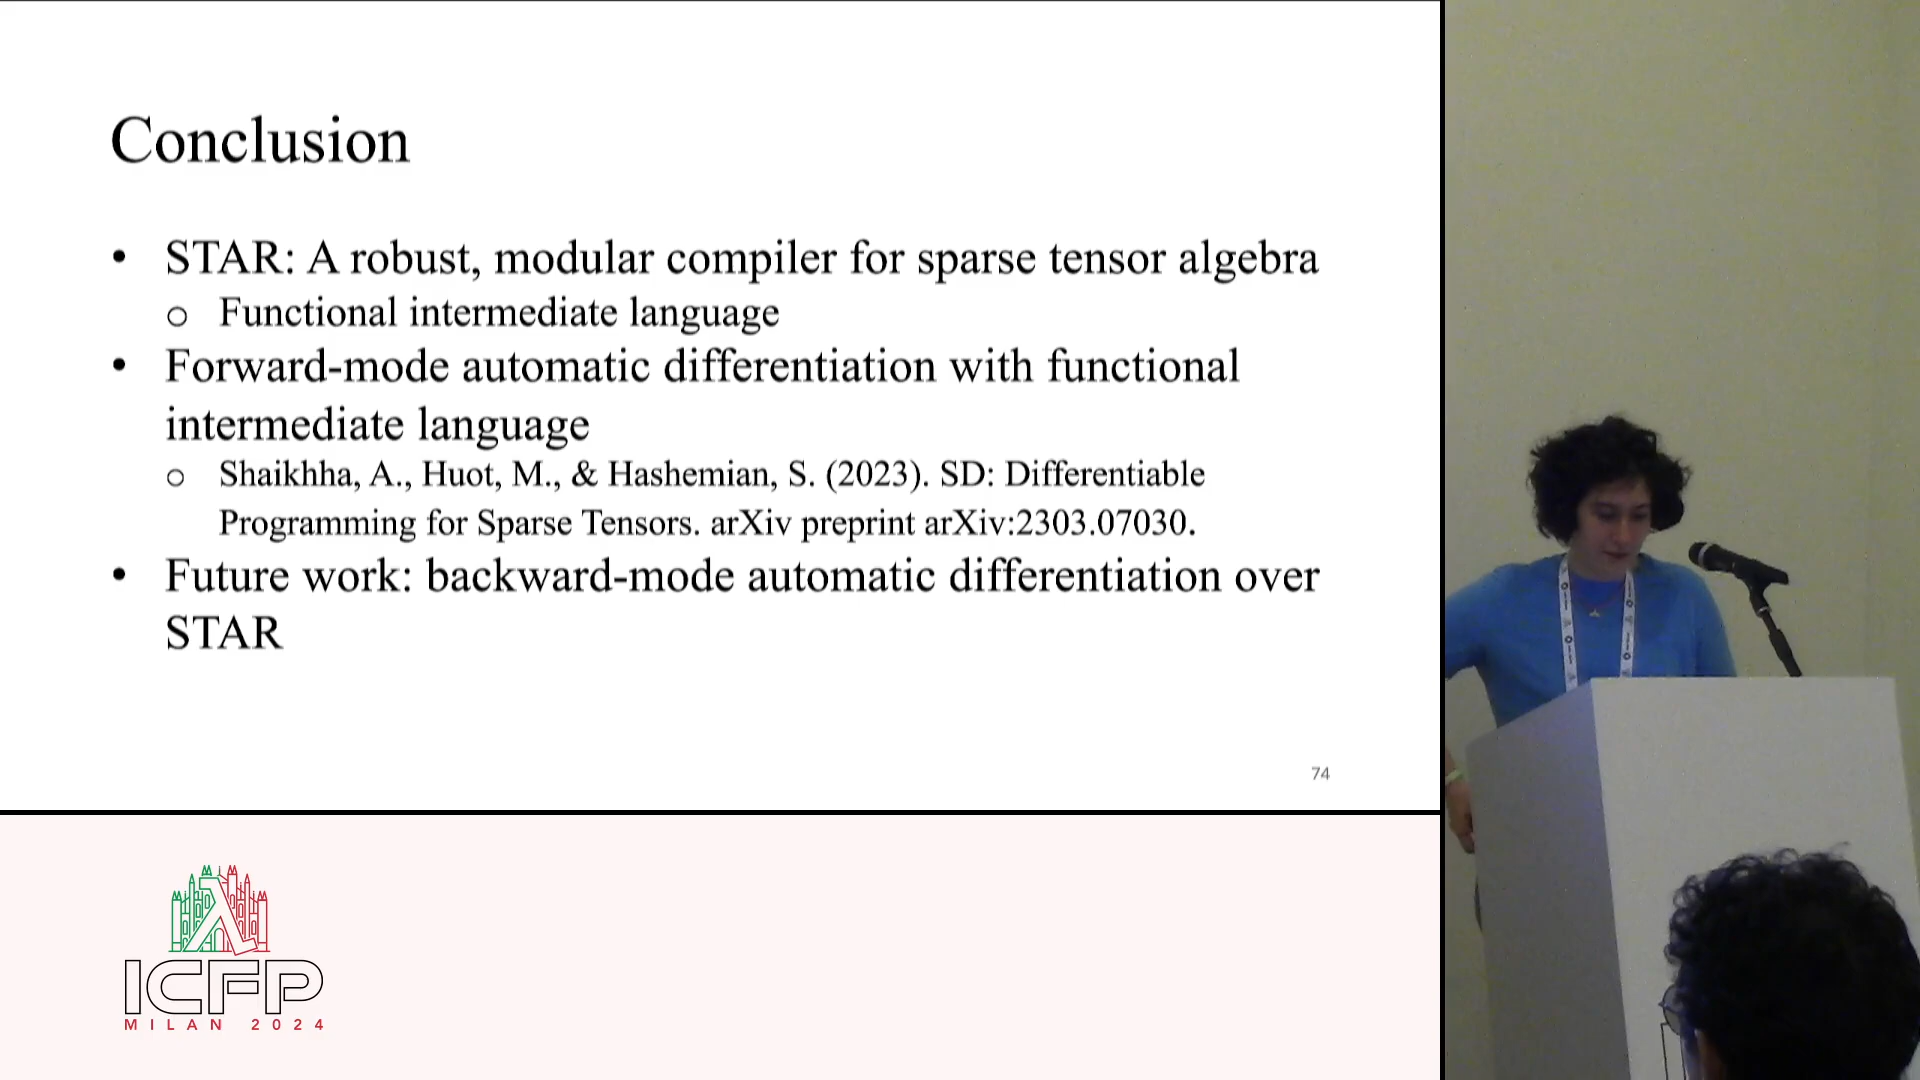 Conclusion
• STAR: A robust, modular compiler for sparse tensor algebra
o Functional intermediate language
• Forward-mode automatic differentiation with functional
intermediate language
o Shaikhha, A., Huot, M., & Hashemian, S. (2023). SD: Differentiable
Programming for Sparse Tensors. arXiv preprint arXiv:2303.07030.
• Future work: backward-mode automatic differentiation over
STAR
74
ICFP
MILAN 2024